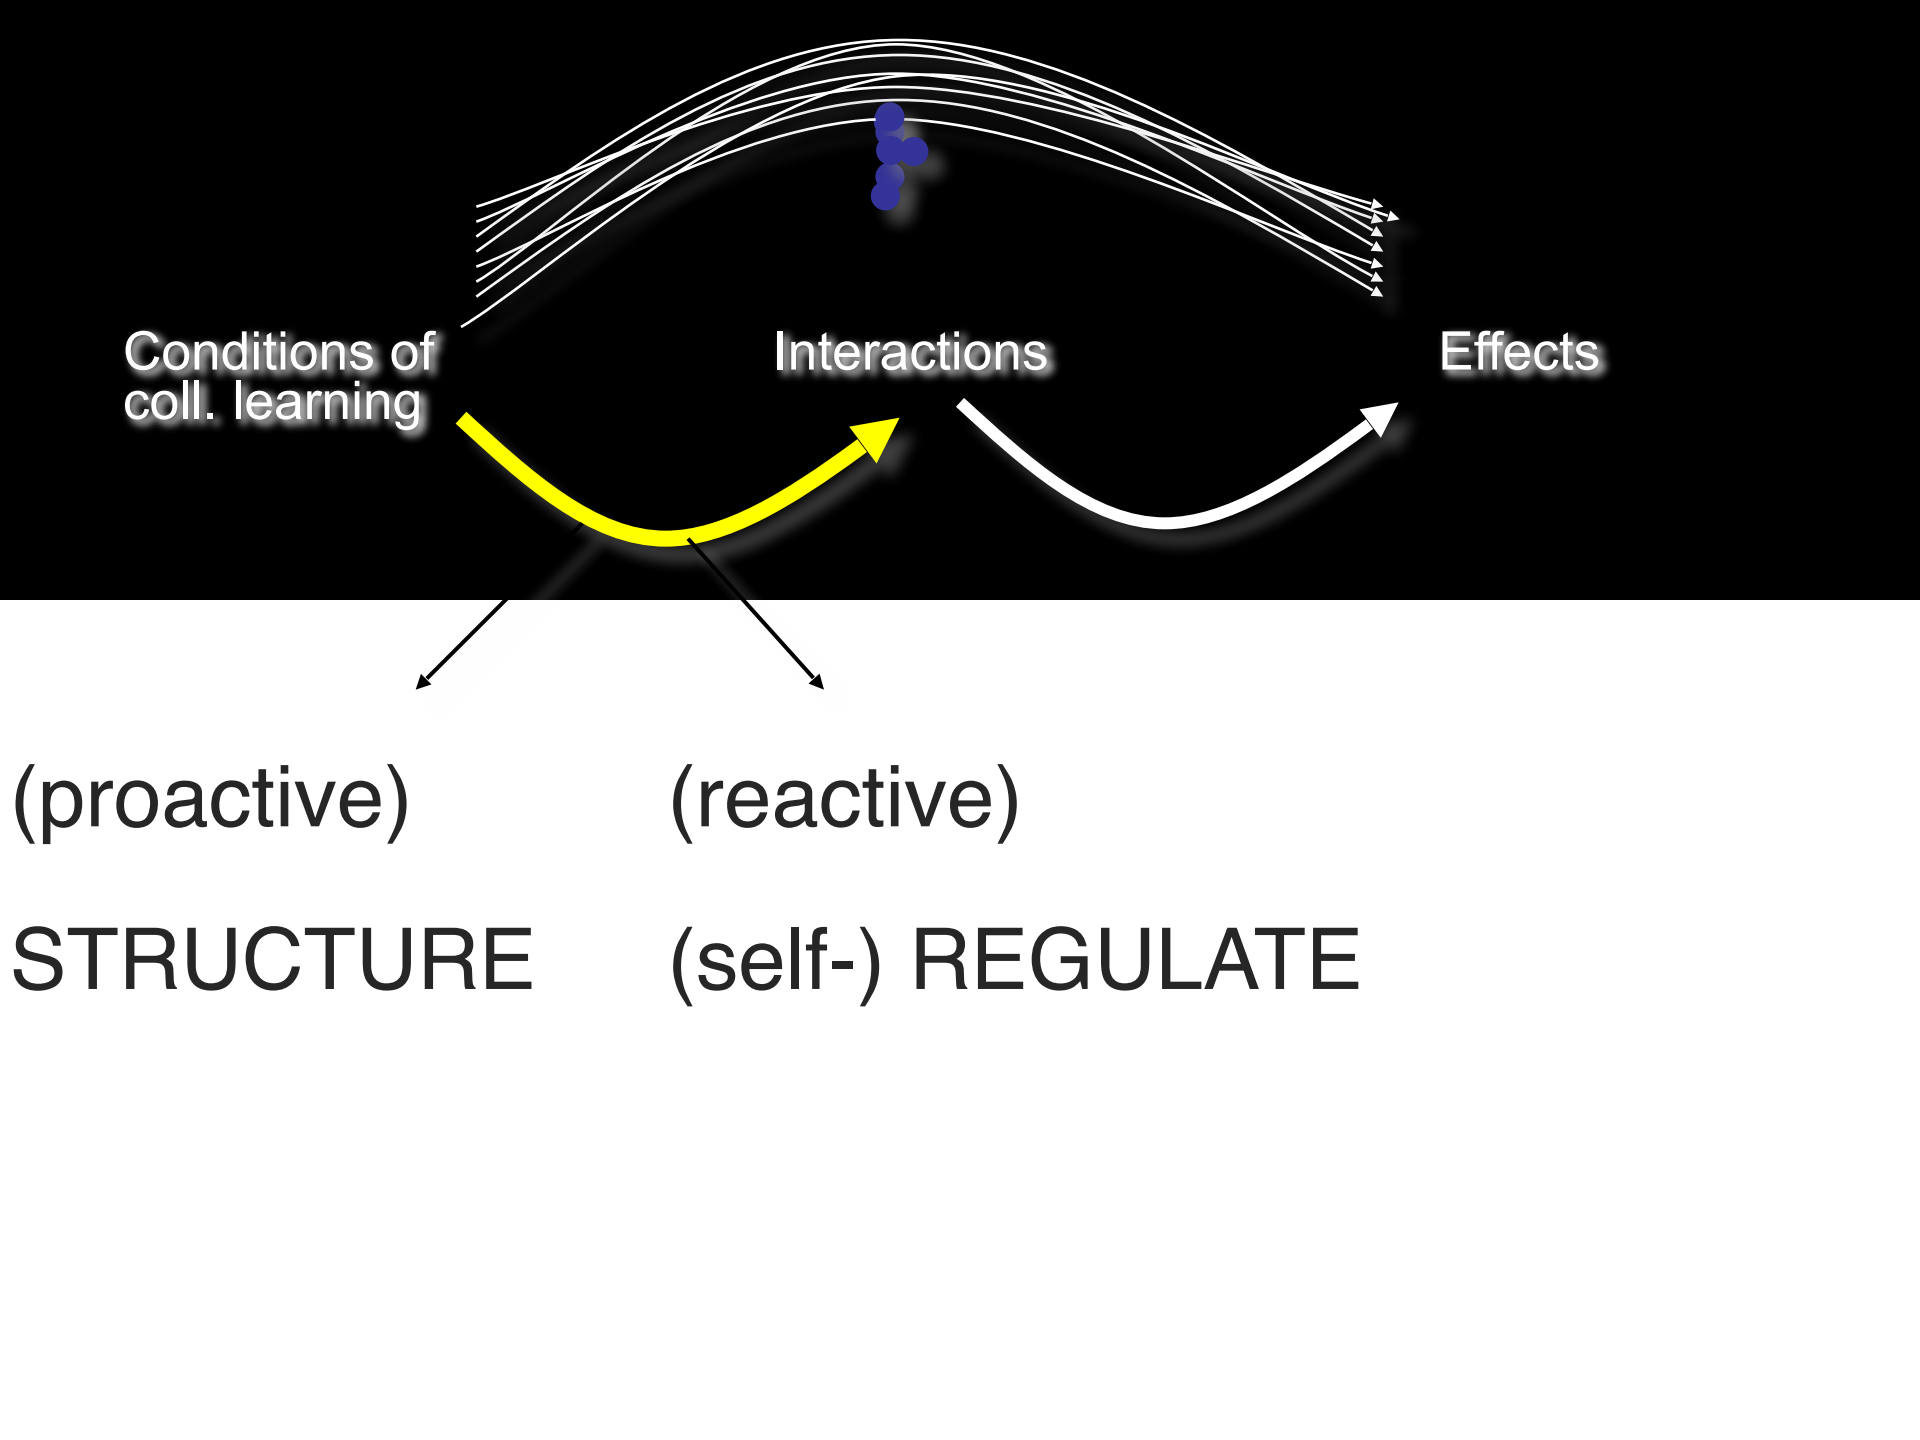 Conditions of
coll. learning
Interactions
Effects
(proactive)
(reactive)
STRUCTURE
(self-) REGULATE